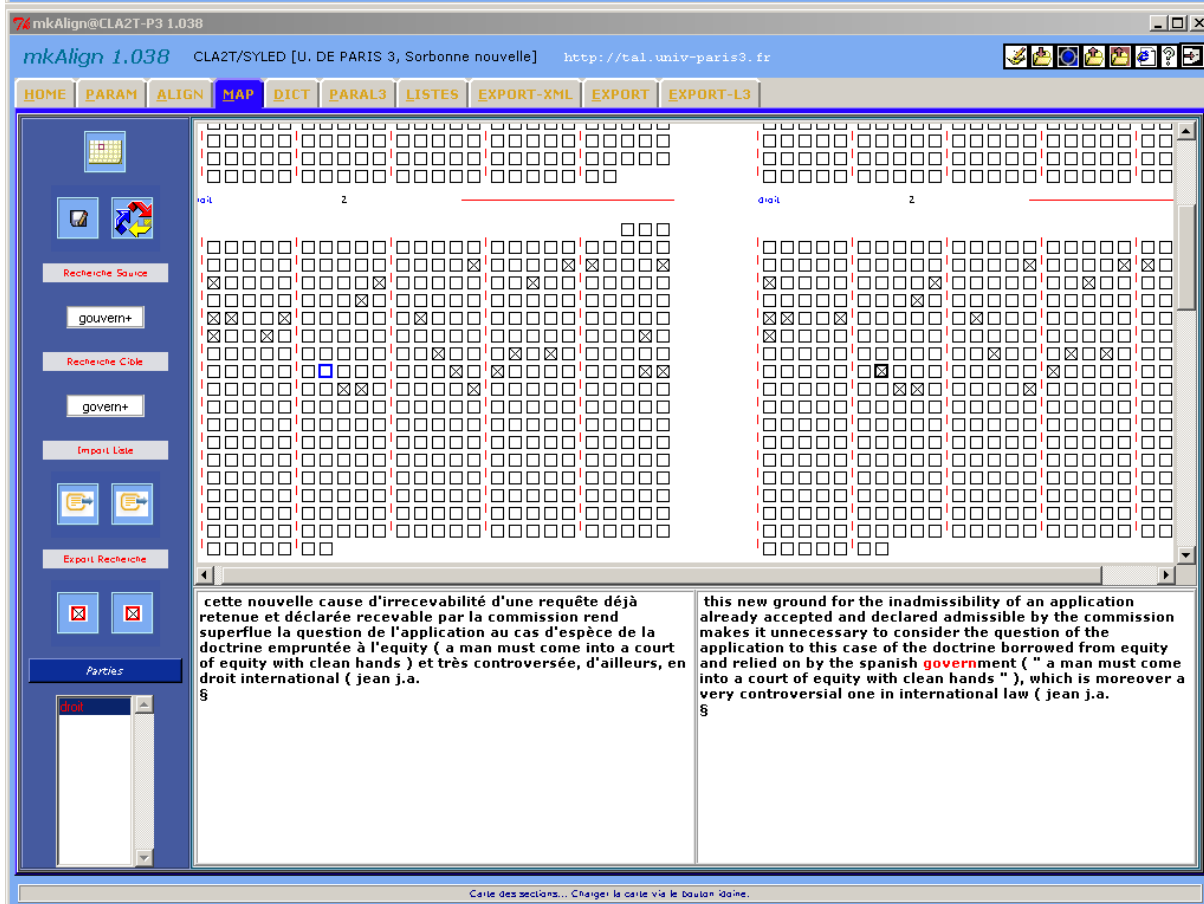 mkAlign@CLA2T-P3 1.038
mkAlign 1.038 CLA2T/SYLED [U. DE PARIS 3, Sorbonne nouvelle] http://tal.univ-paris3.fr
HOME PARAM ALIGN MAP DICT PARAL3 LISTES EXPORT-XML EXPORT EXPORT-L3
droit 2 droit 2
Recherche Source
gouvern+
Recherche Cible
govern+
Import Liste
Export Recherche
Parties
droit
cette nouvelle cause d'irrecevabilité d'une requête déjà
retenue et déclarée recevable par la commission rend
superflue la question de l'application au cas d'espèce de la
doctrine empruntée à l'equity ( a man must come into a court
of equity with clean hands ) et très controversée, d'ailleurs, en
droit international ( jean j.a.
§
this new ground for the inadmissibility of an application
already accepted and declared admissible by the commission
makes it unnecessary to consider the question of the
application to this case of the doctrine borrowed from equity
and relied on by the spanish government ( " a man must come
into a court of equity with clean hands " ), which is moreover a
very controversial one in international law ( jean j.a.
§
Carte des sections... Charger la carte via le bouton idoine.